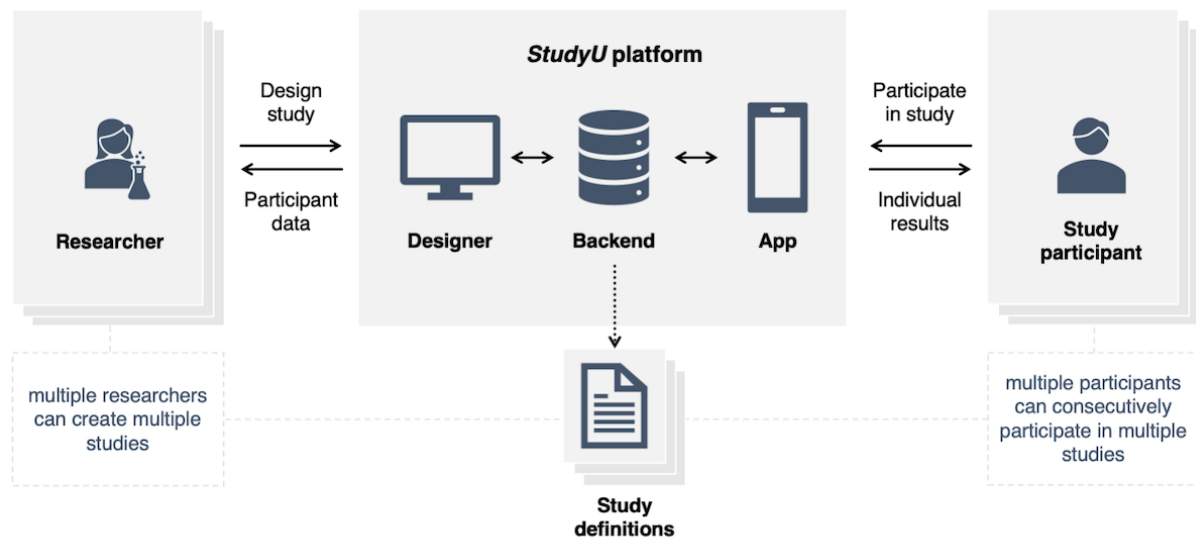 StudyU platform
Design
study
Participant
data
Researcher
Designer
Backend
App
Participate
in study
Individual
results
Study
participant
multiple researchers
can create multiple
studies
multiple participants
can consecutively
participate in multiple
studies
Study
definitions